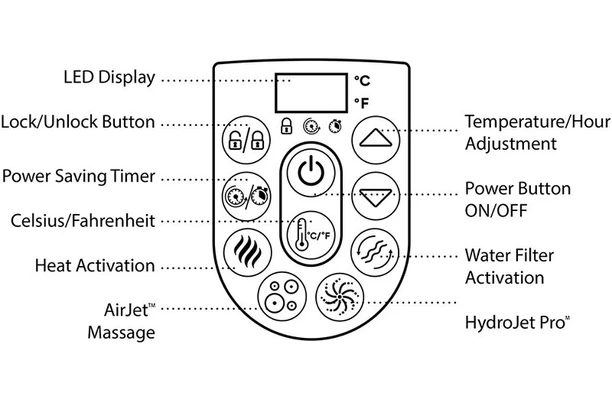 LED Display
°C
°F
Lock/Unlock Button
Temperature/Hour
Adjustment
Power Saving Timer
Power Button
ON/OFF
Celsius/Fahrenheit
°C/°F
Heat Activation
Water Filter
Activation
AirJet™
Massage
HydroJet Pro™